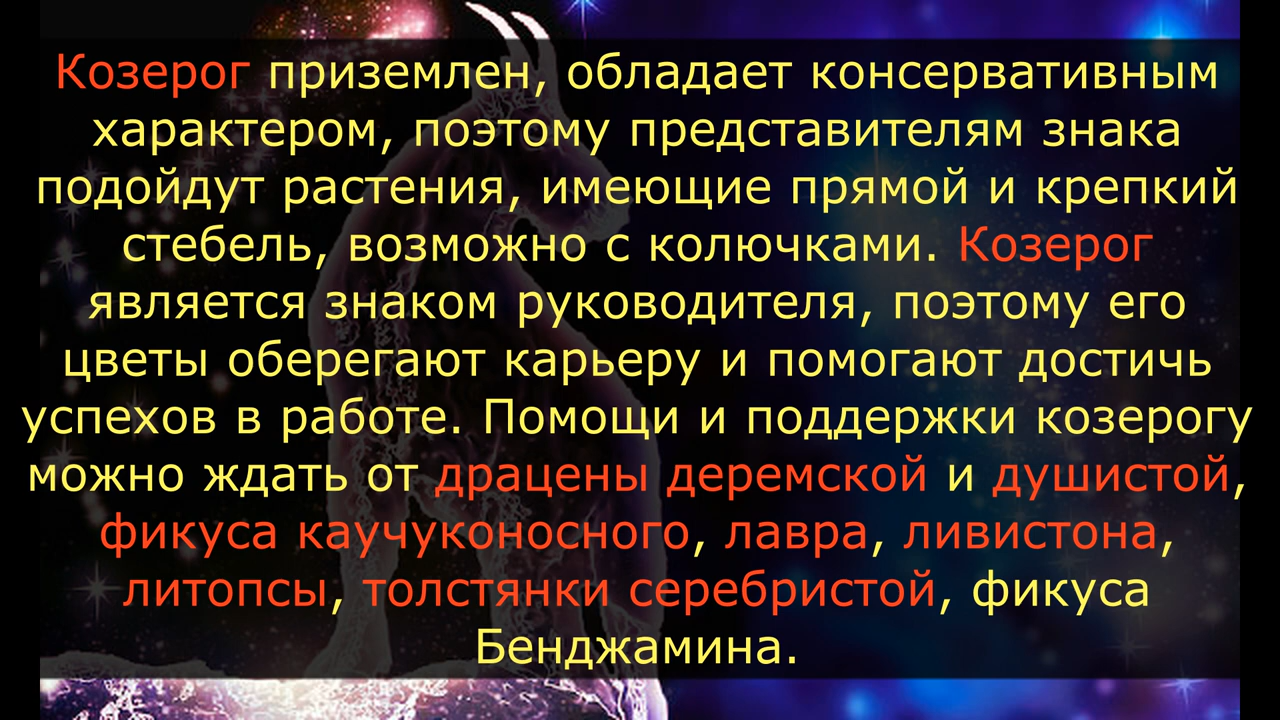 Козерог приземлен, обладает консервативным
характером, поэтому представителям знака
подойдут растения, имеющие прямой и крепкий
стебель, возможно с колючками. Козерог
является знаком руководителя, поэтому его
цветы оберегают карьеру и помогают достичь
успехов в работе. Помощи и поддержки козерогу
можно ждать от драцены деремской и душистой,
фикуса каучуконосного, лавра, ливистона,
литопсы, толстянки серебристой, фикуса
Бенджамина.